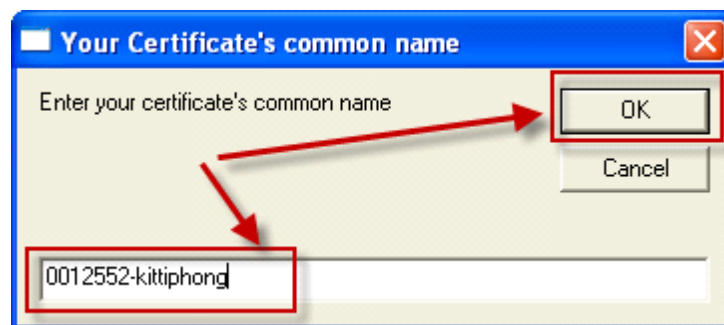 Your Certificate's common name
Enter your certificate's common name
OK
Cancel
0012552-kittiphong